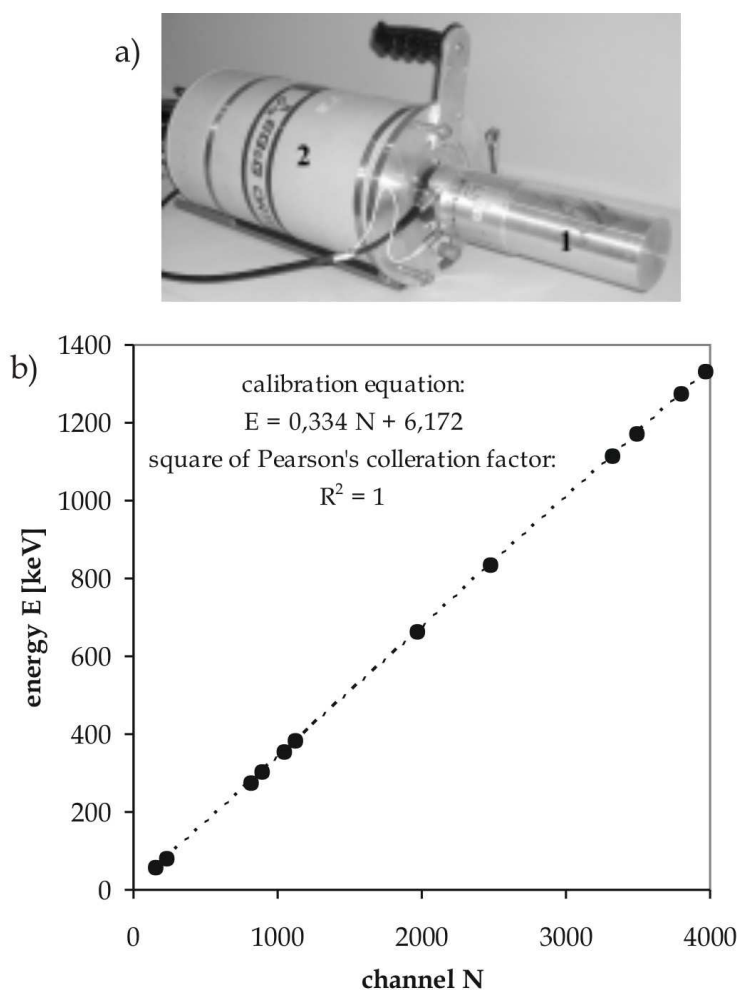 a)
2
1
b)
1400
1200
1000
800
600
400
200
0
energy E [keV]
calibration equation:
E = 0,334 N + 6,172
square of Pearson's colleration factor:
R² = 1
0 1000 2000 3000 4000
channel N